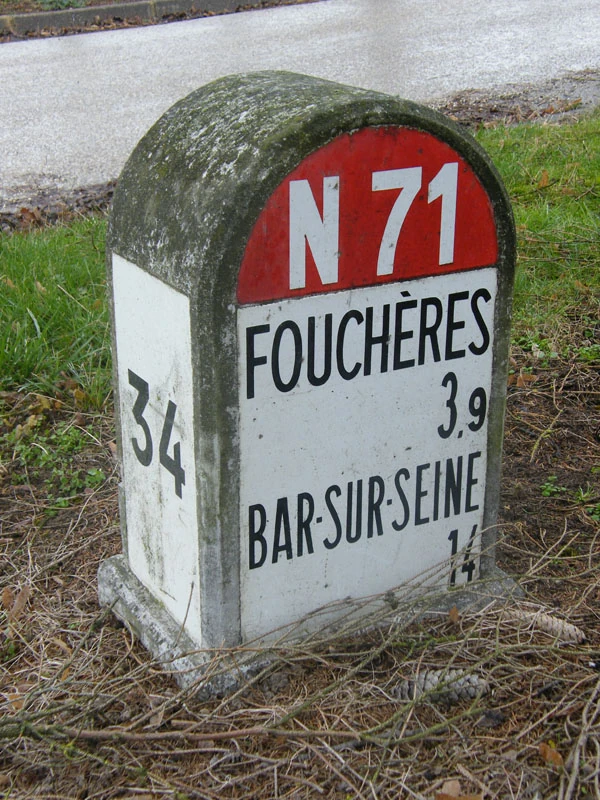 N 71
FOUCHÈRES
3.9
BAR-SUR-SEINE
14
34